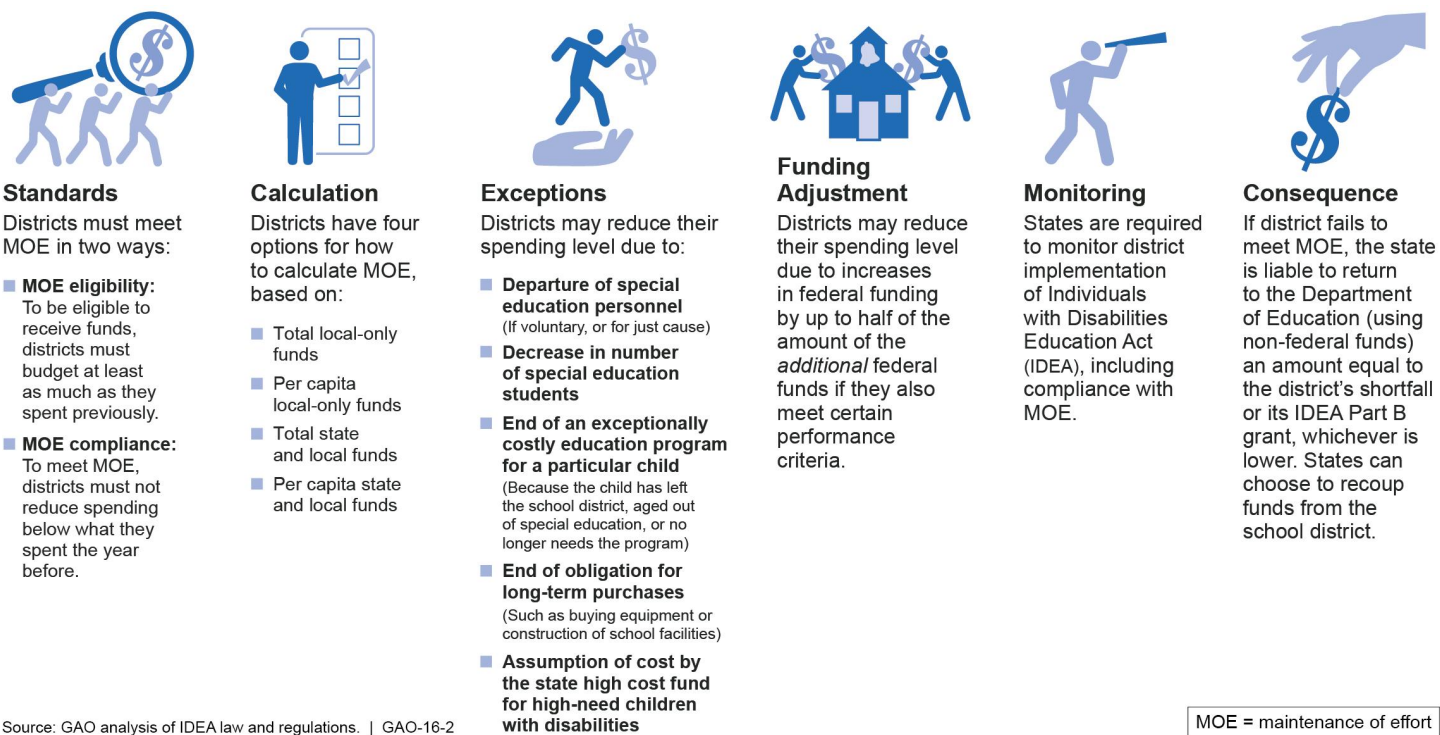 Standards
Districts must meet
MOE in two ways:
MOE eligibility:
To be eligible to
receive funds,
districts must
budget at least
as much as they
spent previously.
MOE compliance:
To meet MOE,
districts must not
reduce spending
below what they
spent the year
before.
Calculation
Districts have four
options for how
to calculate MOE,
based on:
Total local-only
funds
Per capita
local-only funds
Total state
and local funds
Per capita state
and local funds
Exceptions
Districts may reduce their
spending level due to:
Departure of special
education personnel
(If voluntary, or for just cause)
Decrease in number
of special education
students
End of an exceptionally
costly education program
for a particular child
(Because the child has left
the school district, aged out
of special education, or no
longer needs the program)
End of obligation for
long-term purchases
(Such as buying equipment or
construction of school facilities)
Assumption of cost by
the state high cost fund
for high-need children
with disabilities
Funding
Adjustment
Districts may reduce
their spending level
due to increases
in federal funding
by up to half of the
amount of the
additional federal
funds if they also
meet certain
performance
criteria.
Monitoring
States are required
to monitor district
implementation
of Individuals
with Disabilities
Education Act
(IDEA), including
compliance with
MOE.
Consequence
If district fails to
meet MOE, the state
is liable to return
to the Department
of Education (using
non-federal funds)
an amount equal to
the district's shortfall
or its IDEA Part B
grant, whichever is
lower. States can
choose to recoup
funds from the
school district.
Source: GAO analysis of IDEA law and regulations. | GAO-16-2
MOE = maintenance of effort